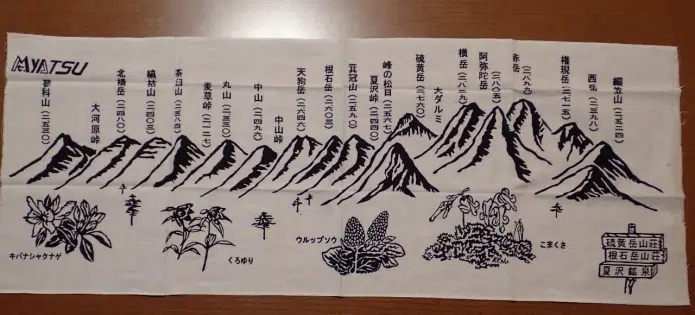 MYATSU
蓼科山(二五三〇)
大河原峠
北横岳(二四八〇)
縞枯山(二四〇三)
茶臼山(二三八四)
麦草峠(二一二七)
丸山(二三三〇)
中山(二四九六)
中山峠
天狗岳(二六四六)
根石岳(二六〇三)
箕冠山(二五九〇)
夏沢峠(二四四〇)
峰の松目(二五六七)
硫黄岳(二七六〇)
大ダルミ
横岳(二八二九)
阿弥陀岳(二八〇五)
赤岳(二八九九)
権現岳(二七一五)
西岳(二三九八)
編笠山(二五二四)
キバナシャクナゲ
くろゆり
ウルップソウ
こまくさ
硫黄岳山荘
根石岳山荘
夏沢鉱泉